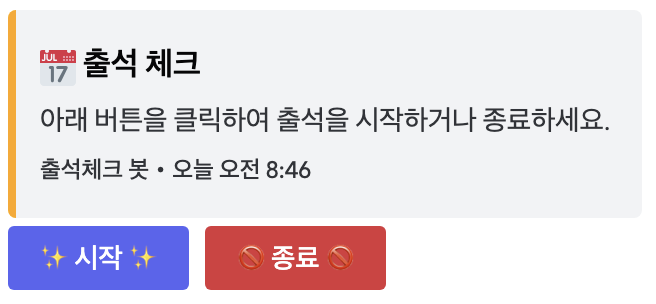 📅 출석 체크
아래 버튼을 클릭하여 출석을 시작하거나 종료하세요.
출석체크 봇 • 오늘 오전 8:46
✨ 시작 ✨
🚫 종료 🚫